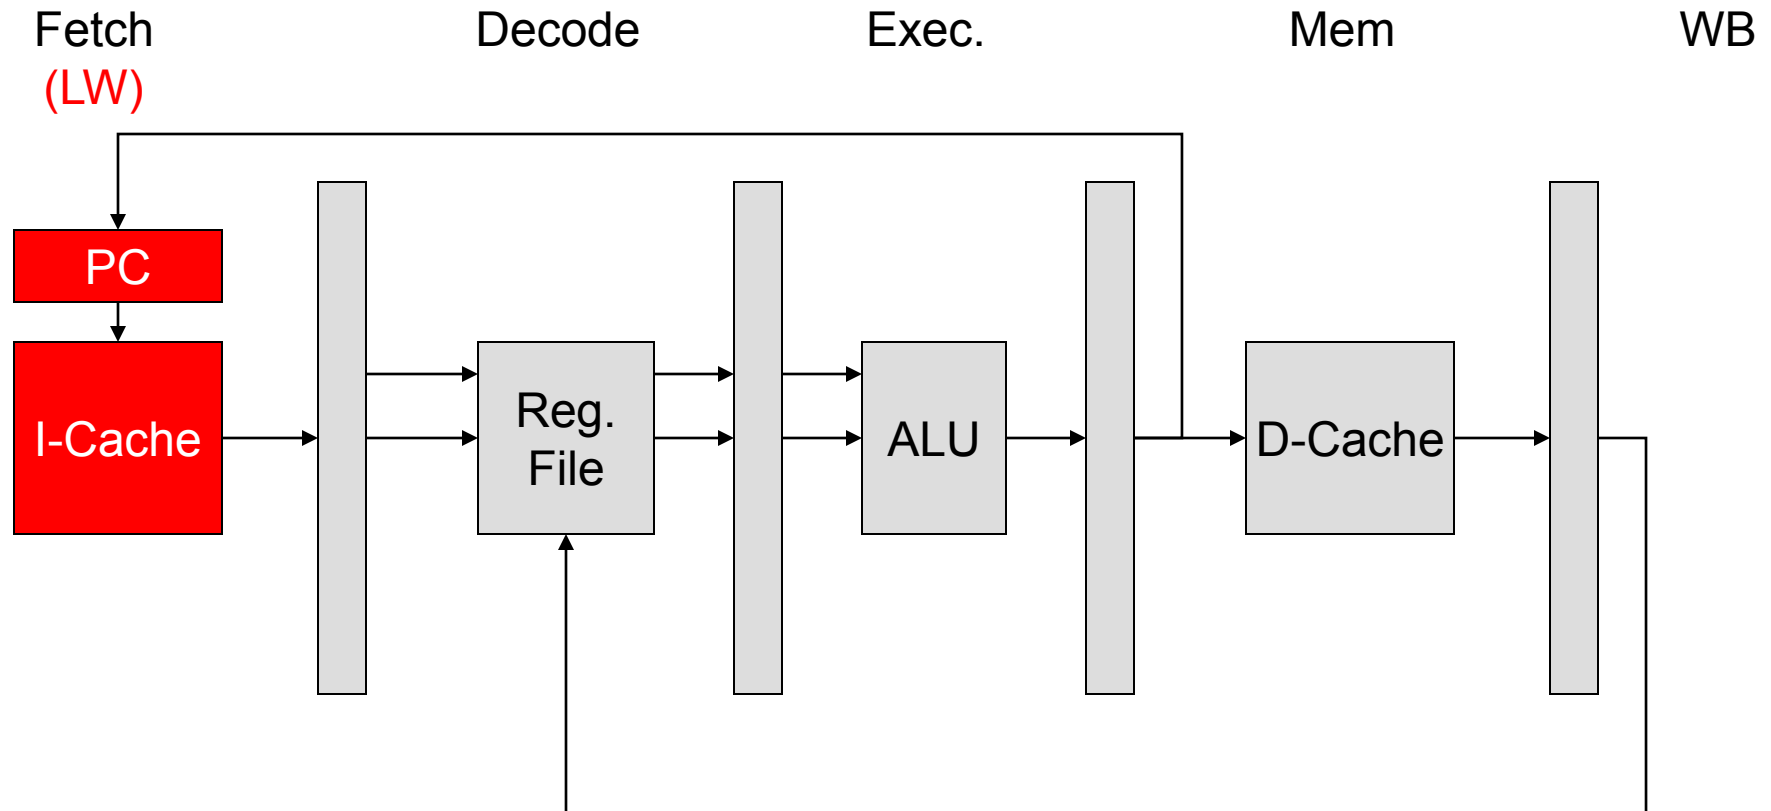 Fetch
(LW)
Decode
Exec.
Mem
WB
PC
I-Cache
Reg.
File
ALU
D-Cache